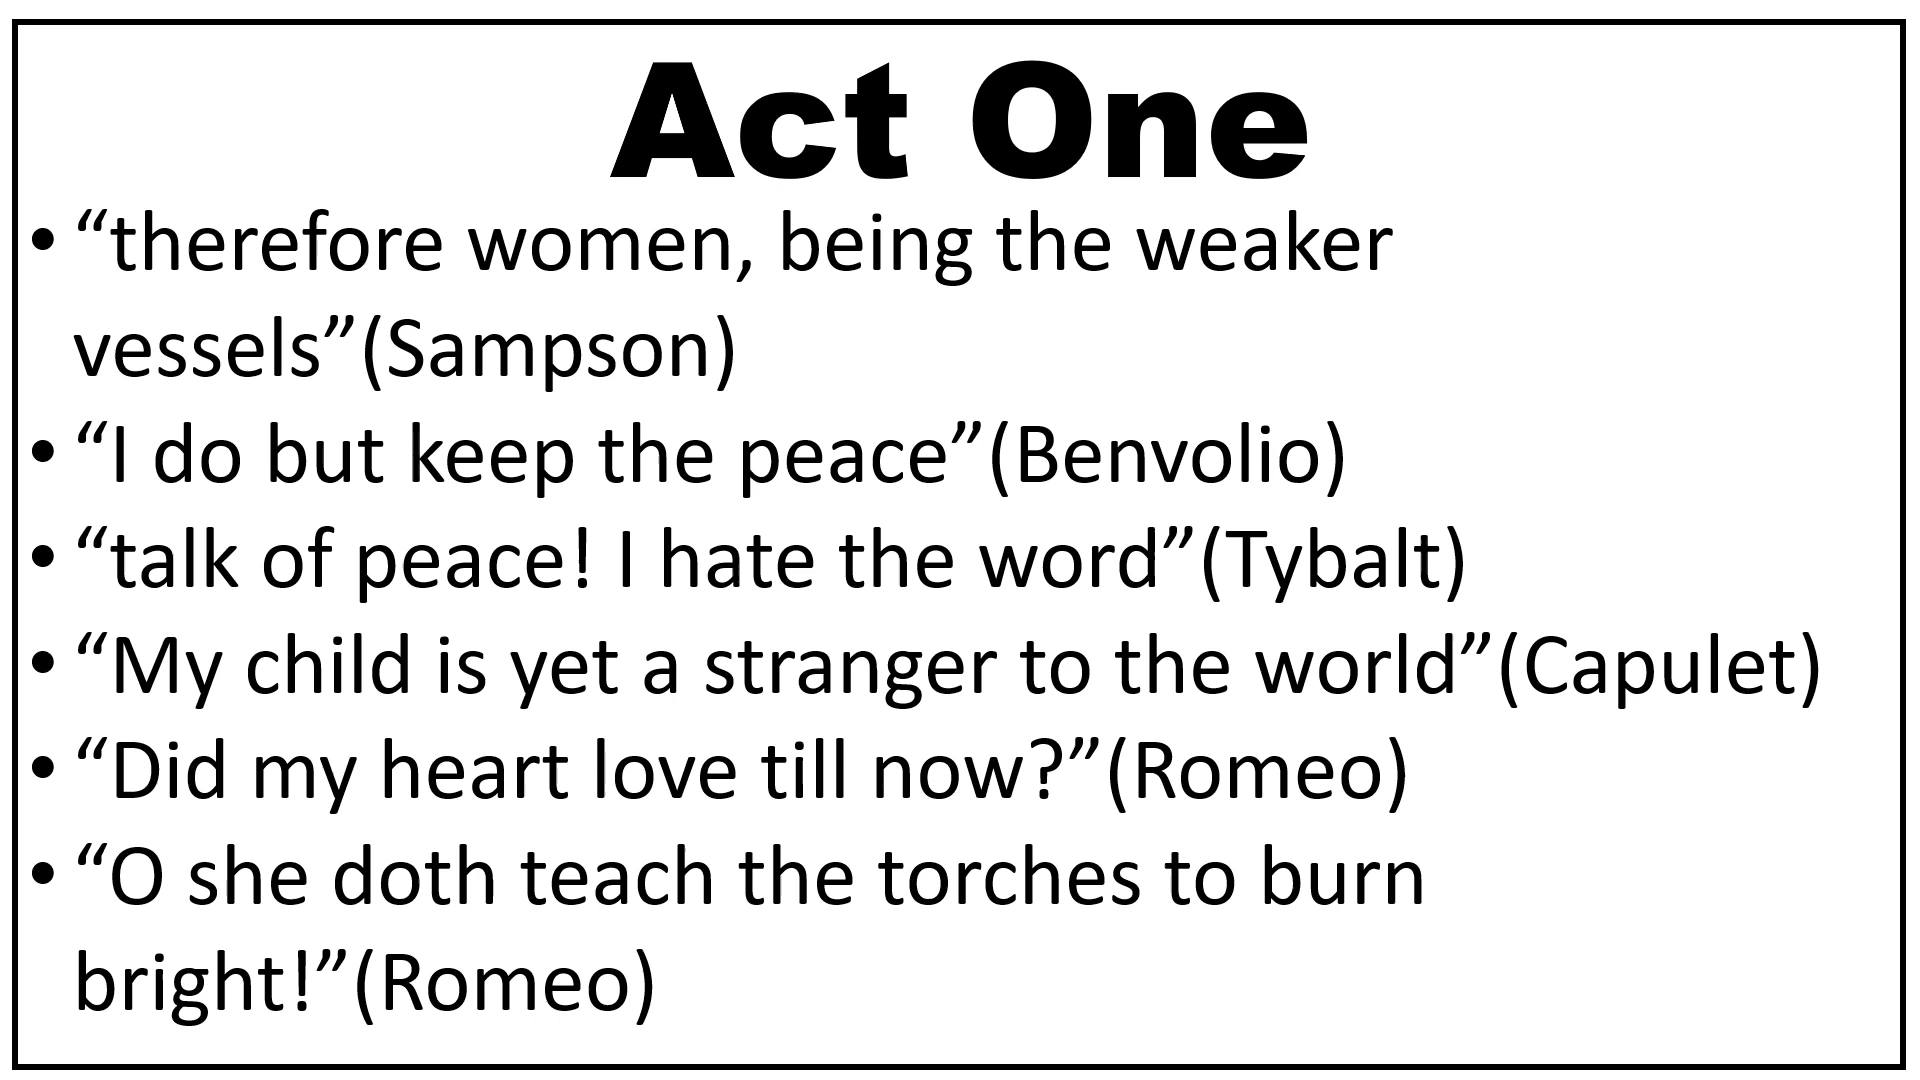 Act One
• “therefore women, being the weaker
vessels”(Sampson)
• “I do but keep the peace”(Benvolio)
• “talk of peace! I hate the word”(Tybalt)
• “My child is yet a stranger to the world”(Capulet)
• “Did my heart love till now?”(Romeo)
• “O she doth teach the torches to burn
bright!”(Romeo)